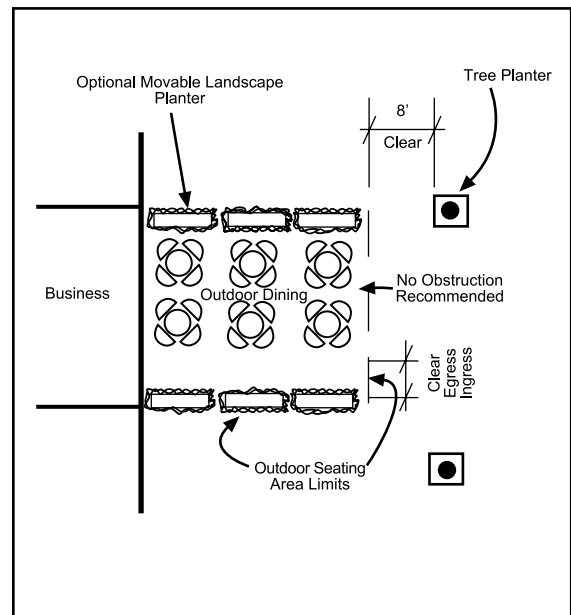 Optional Movable Landscape
Planter
Tree Planter
8’
Clear
Business
Outdoor Dining
No Obstruction
Recommended
Clear
Egress
Ingress
Outdoor Seating
Area Limits